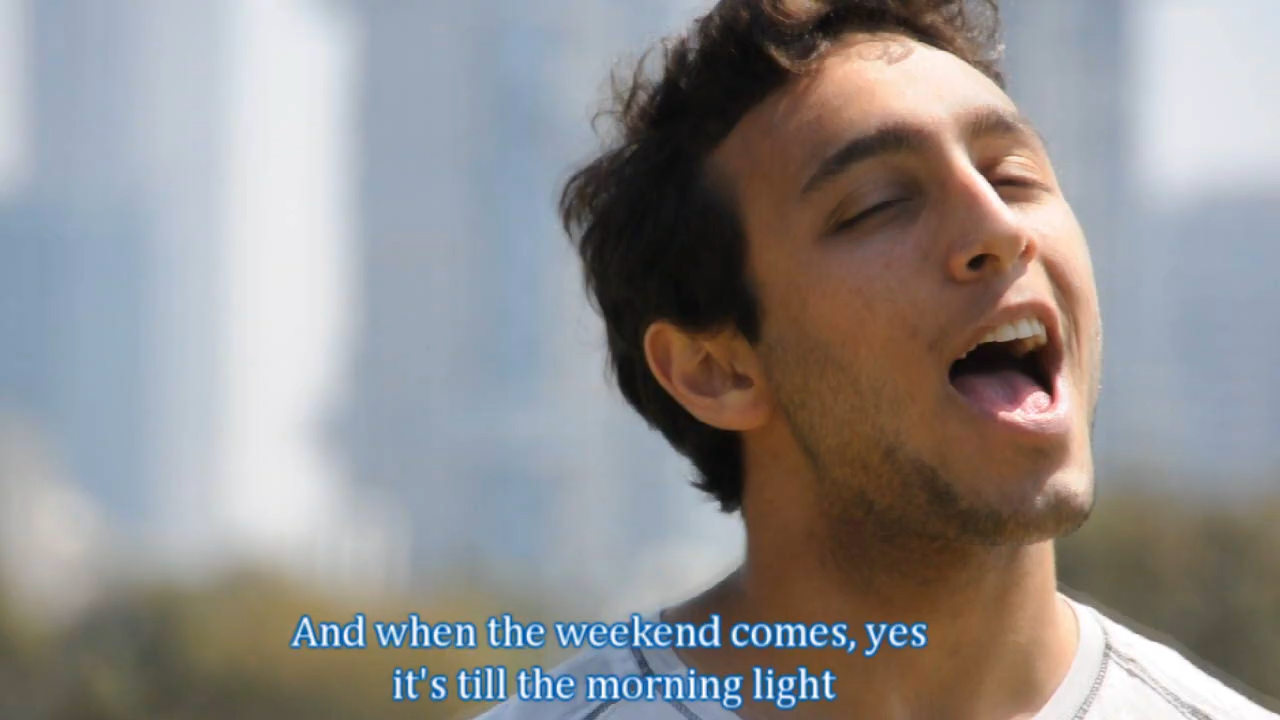 And when the weekend comes, yes
it's till the morning light